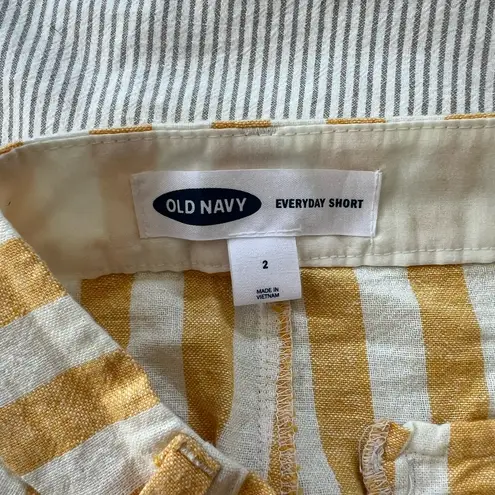 OLD NAVY EVERYDAY SHORT
2
MADE IN
VIETNAM